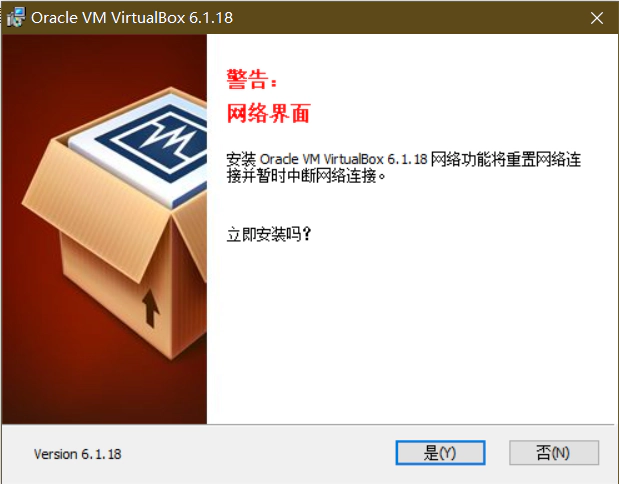 Oracle VM VirtualBox 6.1.18
警告：
网络界面
安装 Oracle VM VirtualBox 6.1.18 网络功能将重置网络连
接并暂时中断网络连接。
立即安装吗？
Version 6.1.18
是(Y)
否(N)